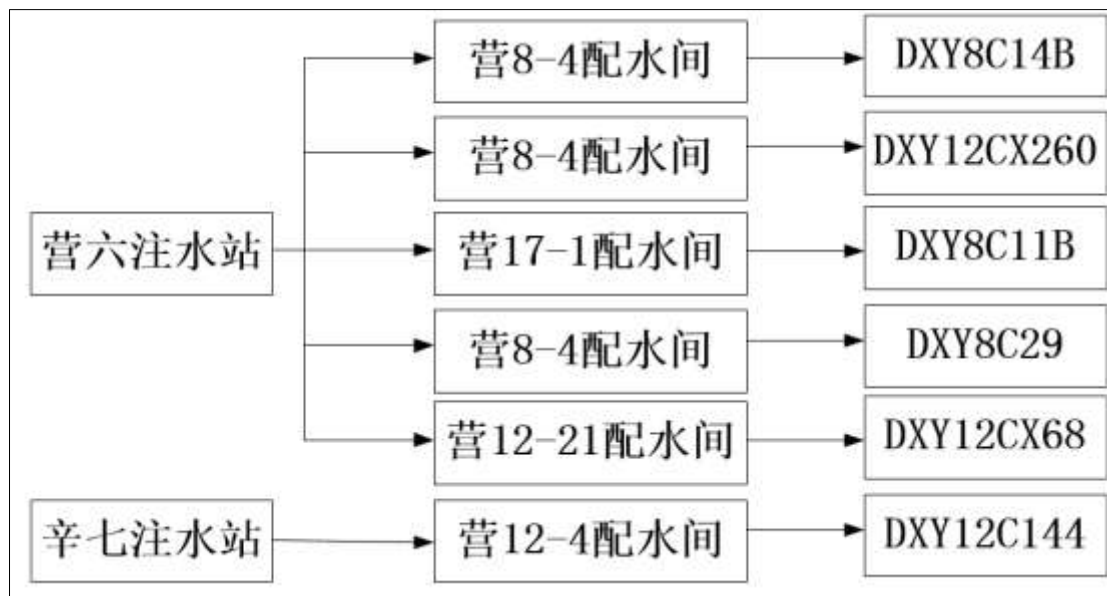 营8-4配水间
DXY8C14B
营8-4配水间
DXY12CX260
营六注水站
营17-1配水间
DXY8C11B
营8-4配水间
DXY8C29
营12-21配水间
DXY12CX68
辛七注水站
营12-4配水间
DXY12C144